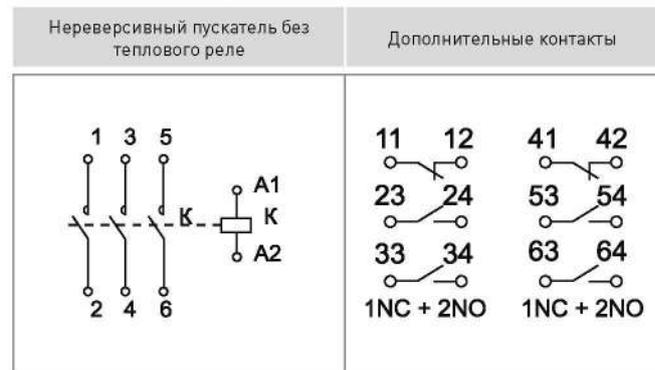 Нереверсивный пускатель без
теплового реле
Дополнительные контакты
1 3 5
К
A1
К
A2
2 4 6
11 12
23 24
33 34
1NC + 2NO
41 42
53 54
63 64
1NC + 2NO